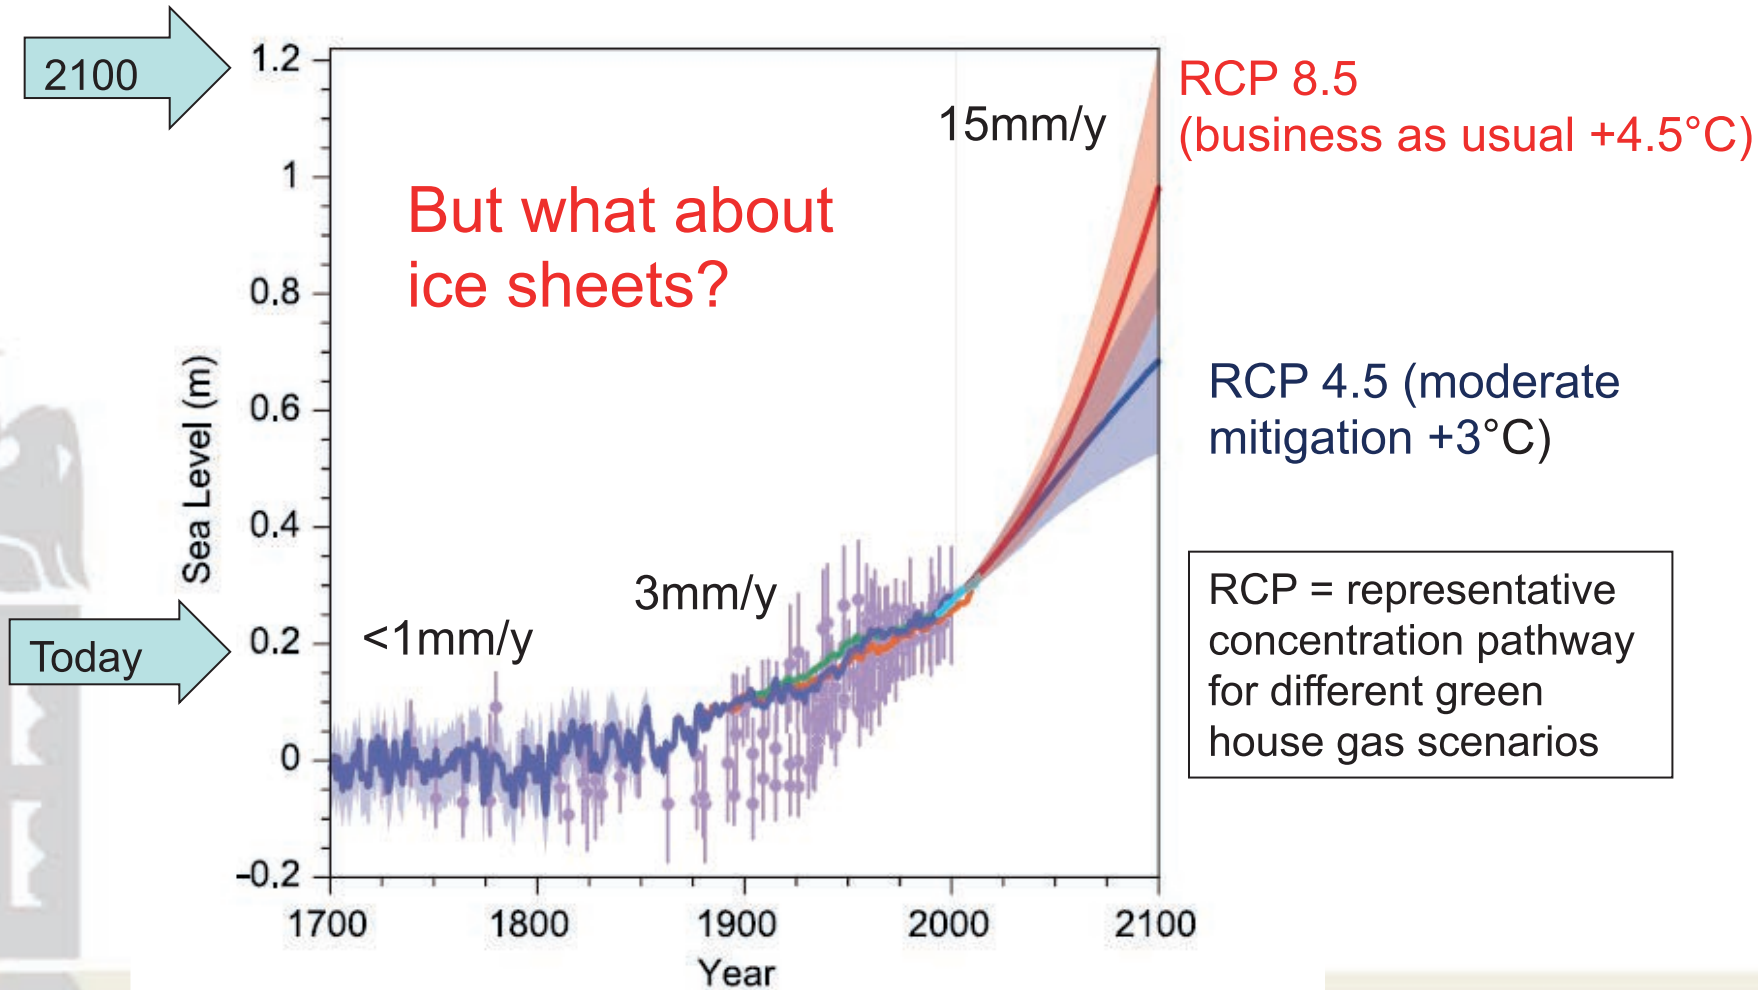 2100
1.2
1
0.8
0.6
0.4
0.2
0
-0.2
Sea Level (m)
Today
But what about
ice sheets?
<1mm/y
3mm/y
15mm/y
1700 1800 1900 2000 2100
Year
RCP 8.5
(business as usual +4.5°C)
RCP 4.5 (moderate
mitigation +3°C)
RCP = representative
concentration pathway
for different green
house gas scenarios